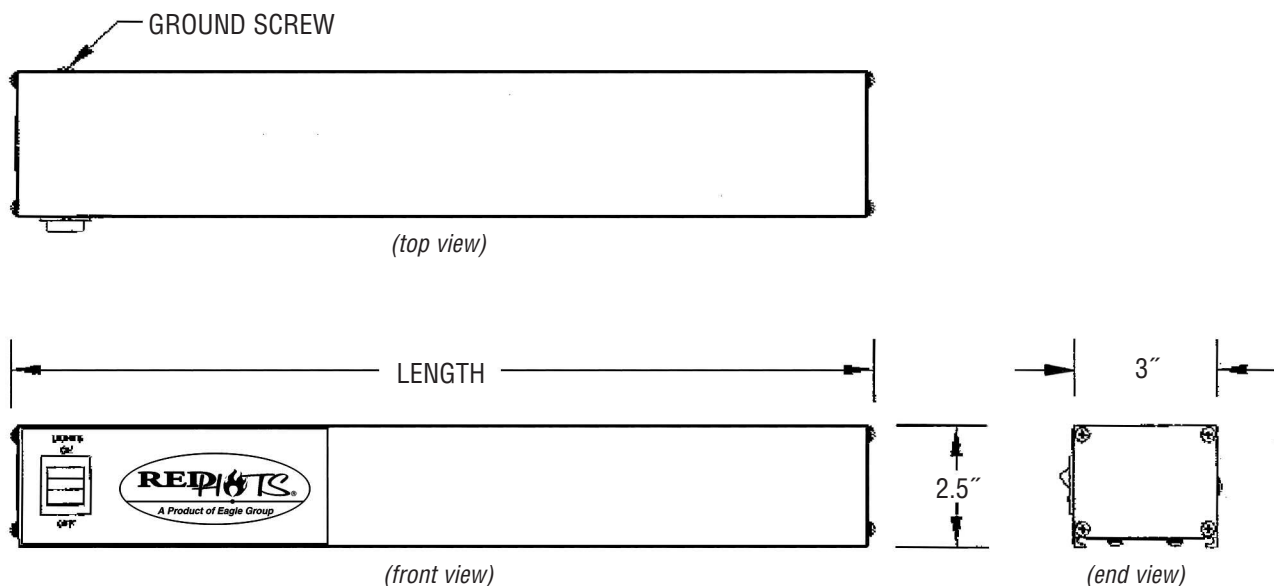 GROUND SCREW
(top view)
LENGTH
3″
ON
OFF
REDHOTS®
A Product of Eagle Group
2.5″
(front view)
(end view)